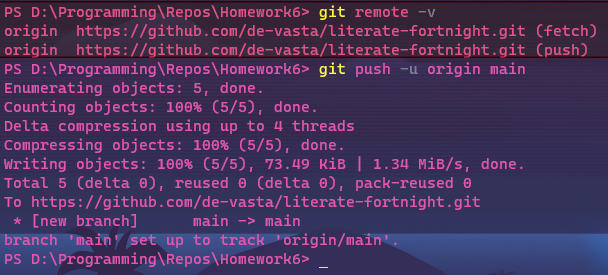 PS D:\Programming\Repos\Homework6> git remote -v
origin  https://github.com/de-vasta/literate-fortnight.git (fetch)
origin  https://github.com/de-vasta/literate-fortnight.git (push)
PS D:\Programming\Repos\Homework6> git push -u origin main
Enumerating objects: 5, done.
Counting objects: 100% (5/5), done.
Delta compression using up to 4 threads
Compressing objects: 100% (5/5), done.
Writing objects: 100% (5/5), 73.49 KiB | 1.34 MiB/s, done.
Total 5 (delta 0), reused 0 (delta 0), pack-reused 0
To https://github.com/de-vasta/literate-fortnight.git
 * [new branch]      main -> main
branch 'main' set up to track 'origin/main'.
PS D:\Programming\Repos\Homework6> _